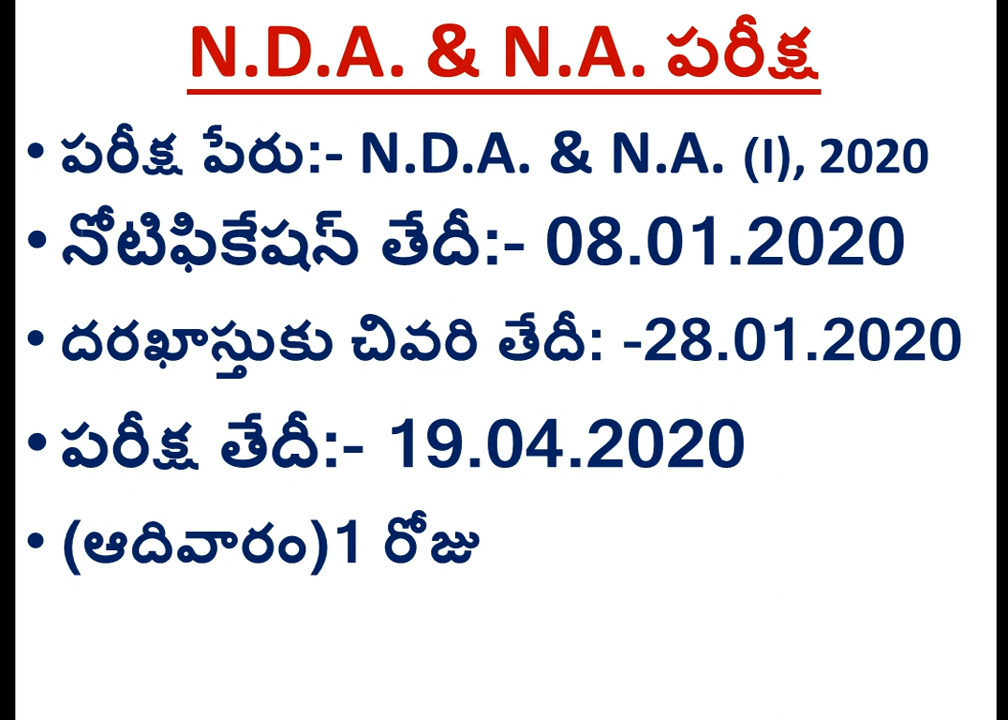 N.D.A. & N.A. పరీక్ష
• పరీక్ష పేరు:- N.D.A. & N.A. (I), 2020
• నోటిఫికేషన్ తేదీ:- 08.01.2020
• దరఖాస్తుకు చివరి తేదీ: -28.01.2020
• పరీక్ష తేదీ:- 19.04.2020
• (ఆదివారం)1 రోజు